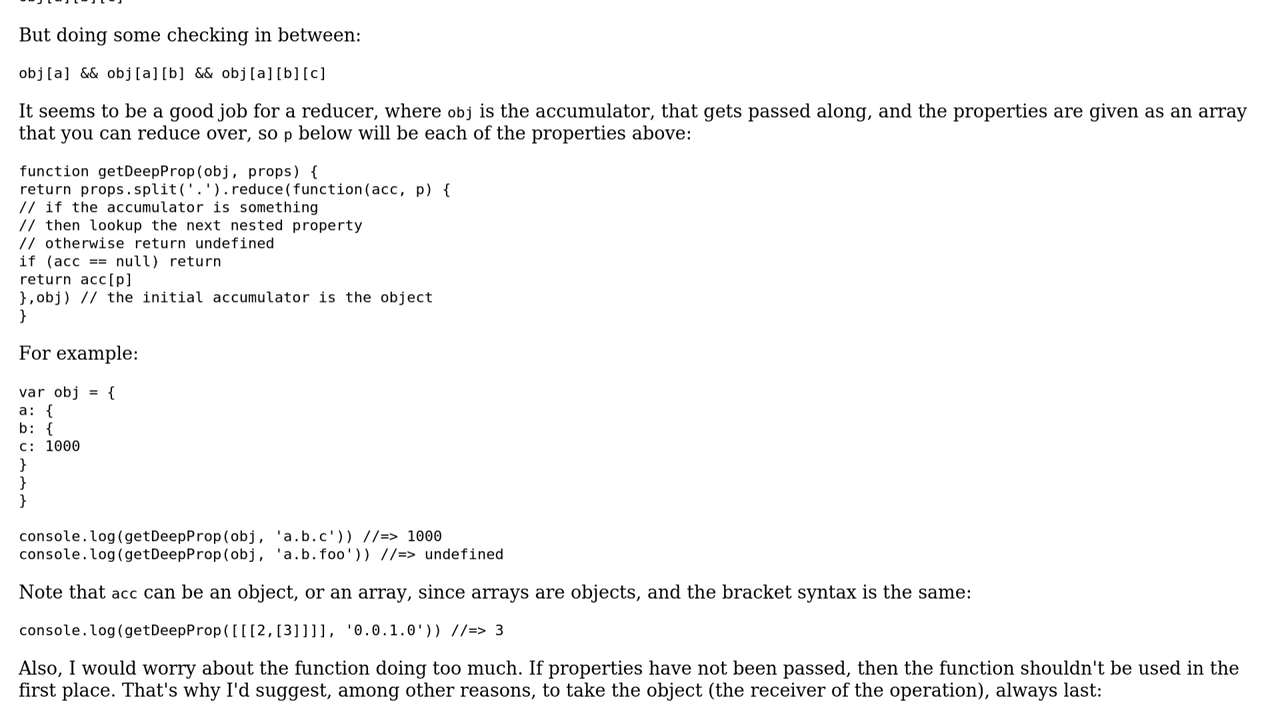 But doing some checking in between:
obj[a] && obj[a][b] && obj[a][b][c]
It seems to be a good job for a reducer, where obj is the accumulator, that gets passed along, and the properties are given as an array
that you can reduce over, so p below will be each of the properties above:
function getDeepProp(obj, props) {
return props.split('.').reduce(function(acc, p) {
// if the accumulator is something
// then lookup the next nested property
// otherwise return undefined
if (acc == null) return
return acc[p]
},obj) // the initial accumulator is the object
}
For example:
var obj = {
a: {
b: {
c: 1000
}
}
}
console.log(getDeepProp(obj, 'a.b.c')) //=> 1000
console.log(getDeepProp(obj, 'a.b.foo')) //=> undefined
Note that acc can be an object, or an array, since arrays are objects, and the bracket syntax is the same:
console.log(getDeepProp([[[2,[3]]]], '0.0.1.0')) //=> 3
Also, I would worry about the function doing too much. If properties have not been passed, then the function shouldn't be used in the
first place. That's why I'd suggest, among other reasons, to take the object (the receiver of the operation), always last: